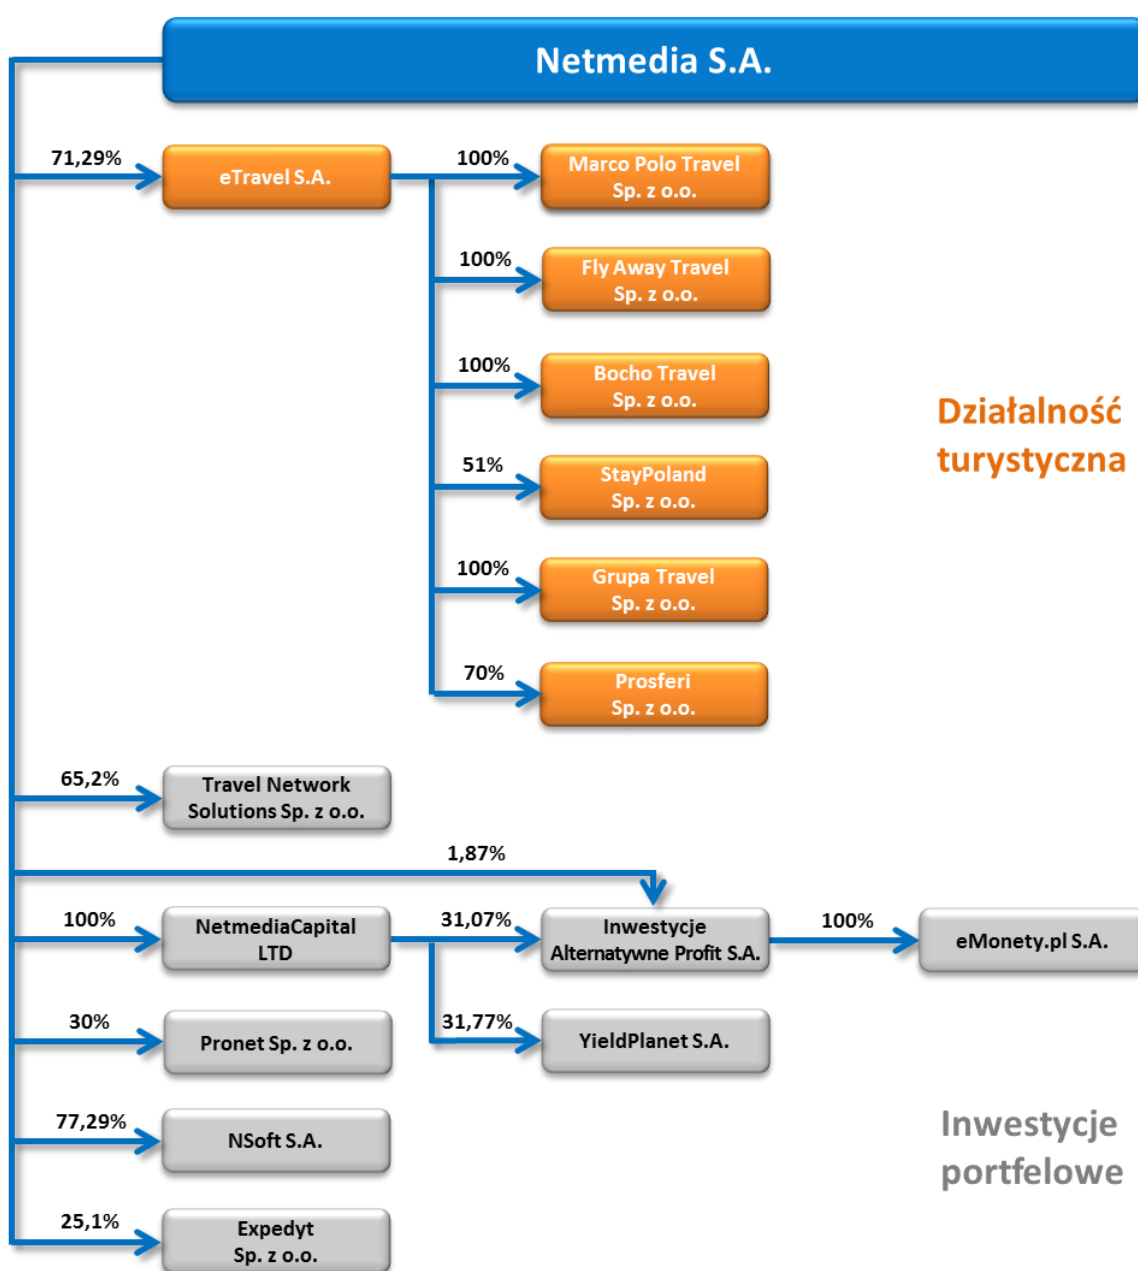 Netmedia S.A.
71,29%
eTravel S.A.
100%
Marco Polo Travel
Sp. z o.o.
100%
Fly Away Travel
Sp. z o.o.
100%
Bocho Travel
Sp. z o.o.
Działalność
turystyczna
51%
StayPoland
Sp. z o.o.
100%
Grupa Travel
Sp. z o.o.
70%
Prosferi
Sp. z o.o.
65,2%
Travel Network
Solutions Sp. z o.o.
1,87%
100%
NetmediaCapital
LTD
31,07%
Inwestycje
Alternatywne Profit S.A.
100%
eMonety.pl S.A.
30%
Pronet Sp. z o.o.
31,77%
YieldPlanet S.A.
77,29%
NSoft S.A.
Inwestycje
portfelowe
25,1%
Expedyt
Sp. z o.o.